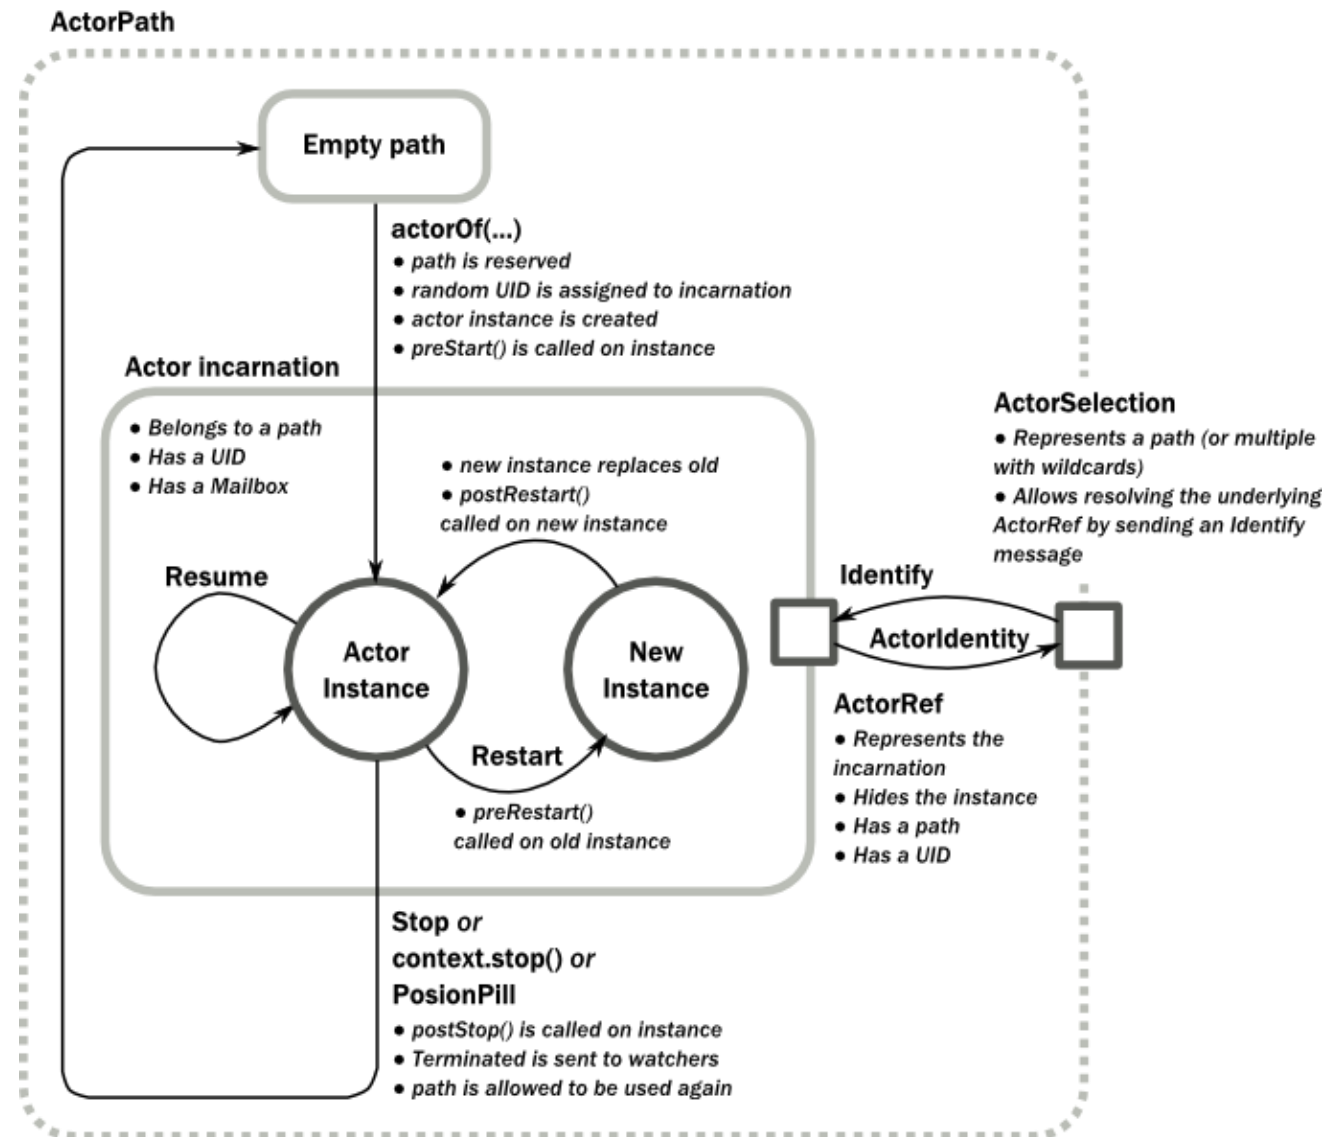 ActorPath
Empty path
actorOf(...)
● path is reserved
● random UID is assigned to incarnation
● actor instance is created
● preStart() is called on instance
Actor incarnation
● Belongs to a path
● Has a UID
● Has a Mailbox
● new instance replaces old
● postRestart()
called on new instance
ActorSelection
● Represents a path (or multiple
with wildcards)
● Allows resolving the underlying
ActorRef by sending an Identify
message
Resume
Actor
Instance
New
Instance
Identify
ActorIdentity
Restart
● preRestart()
called on old instance
ActorRef
● Represents the
incarnation
● Hides the instance
● Has a path
● Has a UID
Stop or
context.stop() or
PosionPill
● postStop() is called on instance
● Terminated is sent to watchers
● path is allowed to be used again